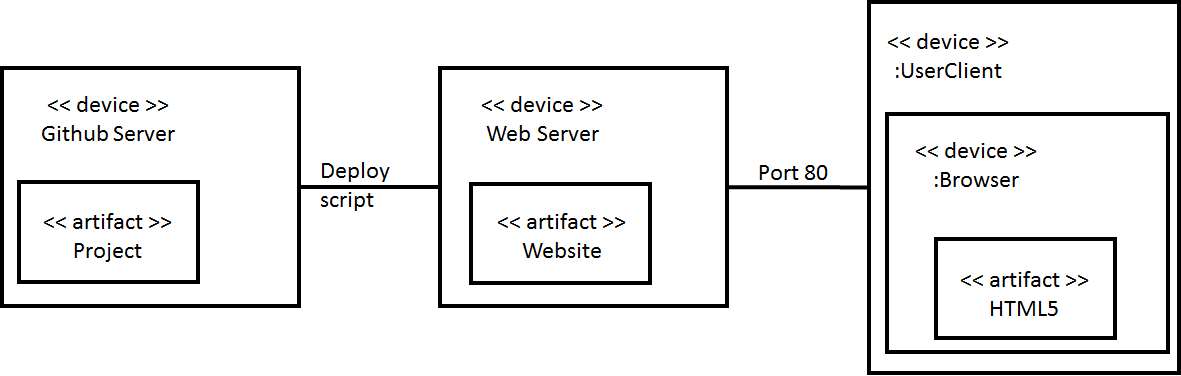 << device >>
Github Server
<< artifact >>
Project
Deploy
script
<< device >>
Web Server
<< artifact >>
Website
Port 80
<< device >>
:UserClient
<< device >>
:Browser
<< artifact >>
HTML5